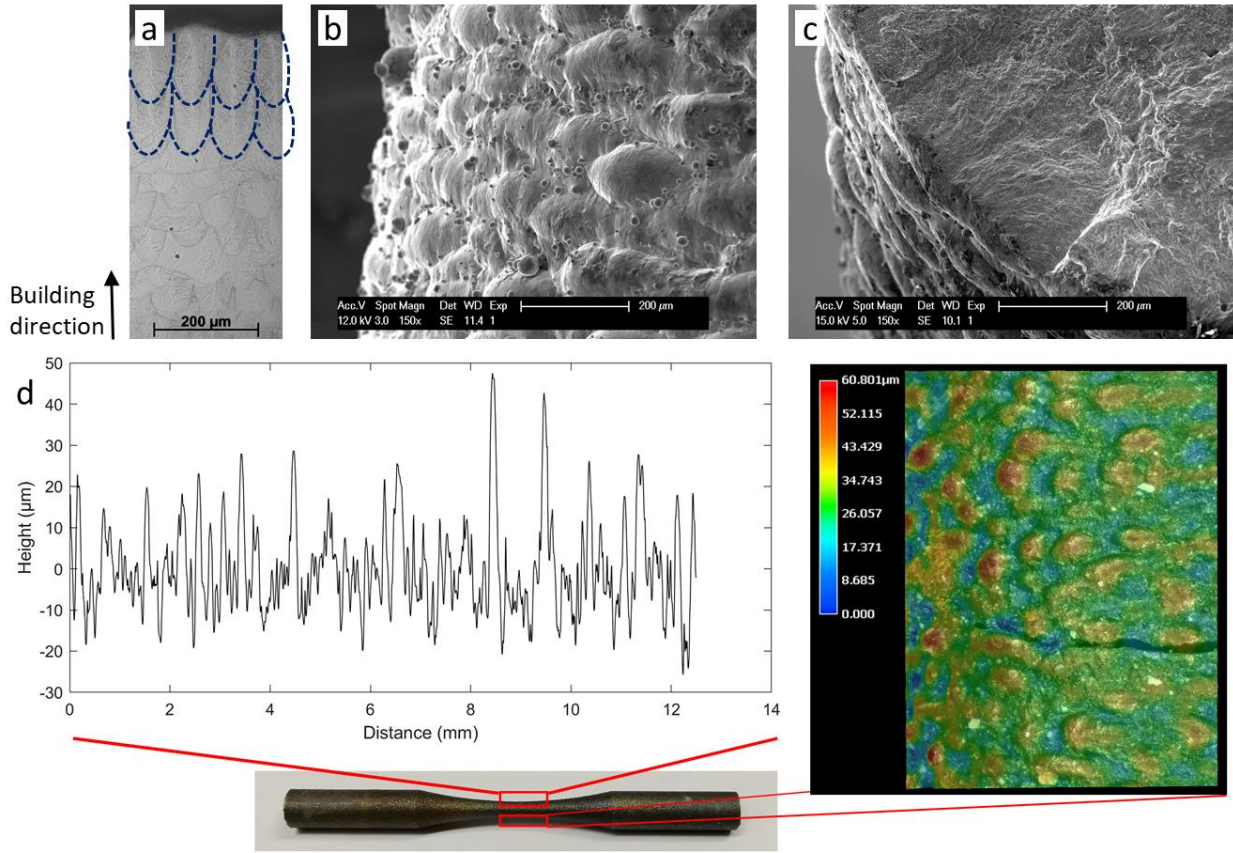 a
Building
direction
200 µm
b
Acc.V Spot Magn Det WD Exp 200 µm
12.0 kV 3.0 150x SE 11.4 1
c
Acc.V Spot Magn Det WD Exp 200 µm
15.0 kV 5.0 150x SE 10.1 1
d
50
40
30
20
10
0
-10
-20
-30
Height (µm)
0 2 4 6 8 10 12 14
Distance (mm)
60.801µm
52.115
43.429
34.743
26.057
17.371
8.685
0.000